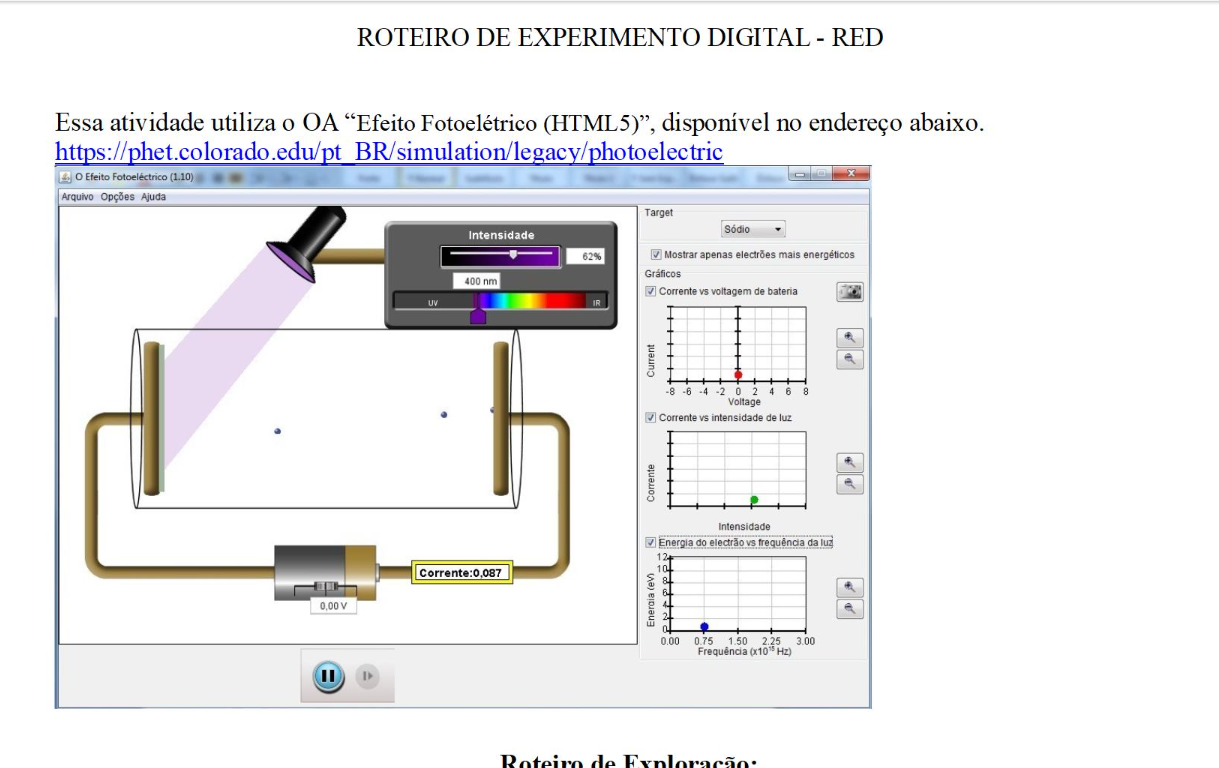 ROTEIRO DE EXPERIMENTO DIGITAL - RED
Essa atividade utiliza o OA “Efeito Fotoelétrico (HTML5)”, disponível no endereço abaixo.
https://phet.colorado.edu/pt_BR/simulation/legacy/photoelectric
O Efeito Fotoeléctrico (1.10)
Arquivo Opções Ajuda
Intensidade
62%
400 nm
UV
IR
Corrente:0,087
0,00 V
Target
Sódio
Mostrar apenas electrões mais energéticos
Gráficos
Corrente vs voltagem de bateria
Current
-8 -6 -4 -2 0 2 4 6 8
Voltage
Corrente vs intensidade de luz
Corrente
Intensidade
Energia do electrão vs frequência da luz
Energia (eV)
12
10
8
6
4
2
0
0.00 0.75 1.50 2.25 3.00
Frequência (x10¹⁵ Hz)
Roteiro de Exploração: